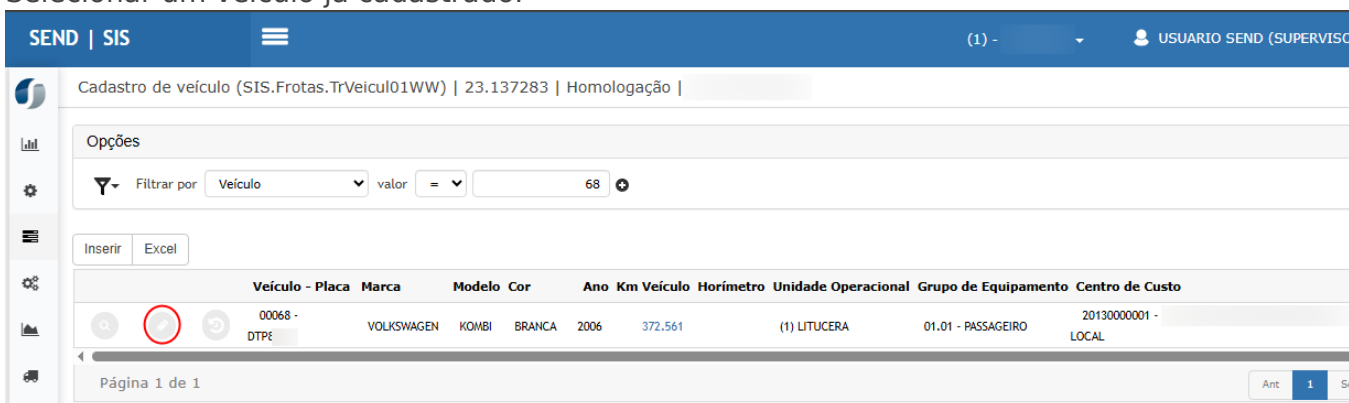 Selecionar um veículo já cadastrado.
SEND | SIS (1) - USUARIO SEND (SUPERVISO
Cadastro de veículo (SIS.Frotas.TrVeicul01WW) | 23.137283 | Homologação |
Opções
Filtrar por Veículo valor = 68
Inserir Excel
Veículo - Placa Marca Modelo Cor Ano Km Veículo Horímetro Unidade Operacional Grupo de Equipamento Centro de Custo
00068 - 20130000001 -
VOLKSWAGEN KOMBI BRANCA 2006 372.561 (1) LITUCERA 01.01 - PASSAGEIRO
LOCAL
Página 1 de 1 Ant 1